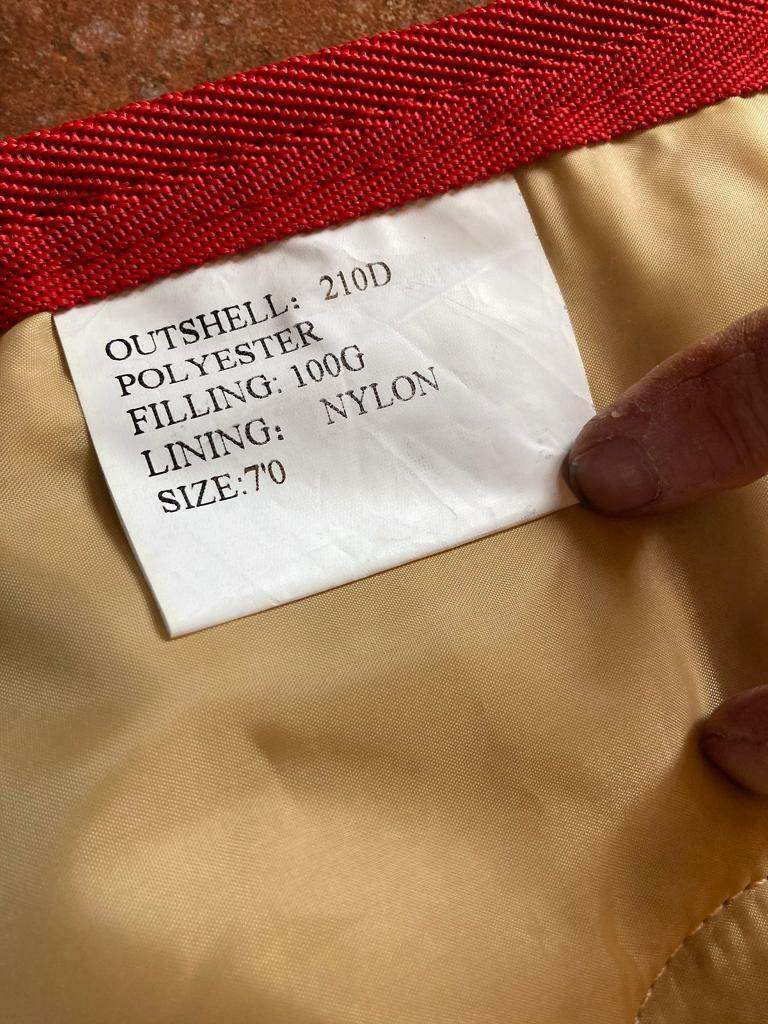 OUTSHELL: 210D
POLYESTER
FILLING: 100G
LINING: NYLON
SIZE:7'0